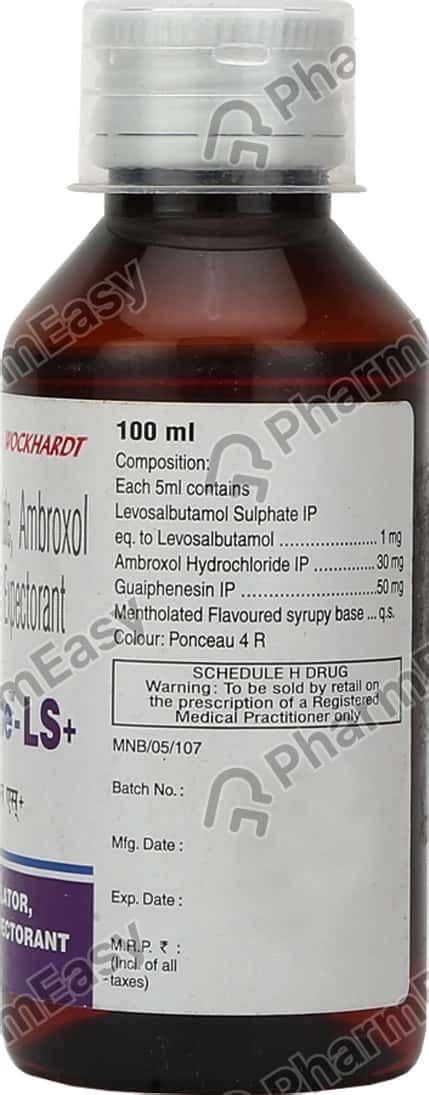 WOCKHARDT
Ambroxol
Expectorant
-LS+
एस+
LATOR,
ECTORANT
100 ml
Composition:
Each 5ml contains
Levosalbutamol Sulphate IP
eq. to Levosalbutamol ...................... 1 mg
Ambroxol Hydrochloride IP ............ 30 mg
Guaiphenesin IP ............................50 mg
Mentholated Flavoured syrupy base ... q.s.
Colour: Ponceau 4 R
SCHEDULE H DRUG
Warning: To be sold by retail on
the prescription of a Registered
Medical Practitioner only
MNB/05/107
Batch No. :
Mfg. Date :
Exp. Date :
M.R.P. ₹ :
(Incl. of all
taxes)
PharmEasy